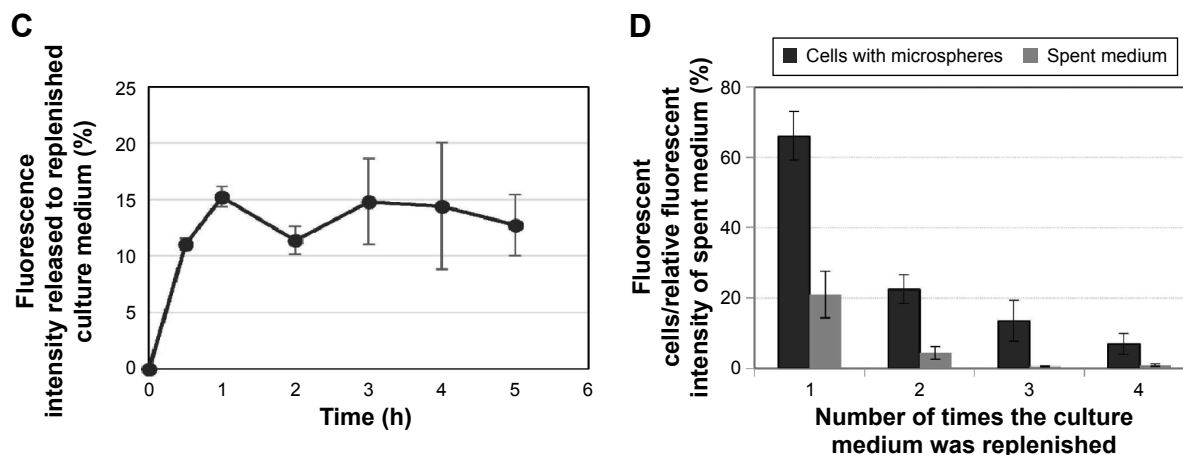 C
Fluorescence
intensity released to replenished
culture medium (%)
25
20
15
10
5
0
0 1 2 3 4 5 6
Time (h)
D
Cells with microspheres Spent medium
Fluorescent
cells/relative fluorescent
intensity of spent medium (%)
80
60
40
20
0
1 2 3 4
Number of times the culture
medium was replenished